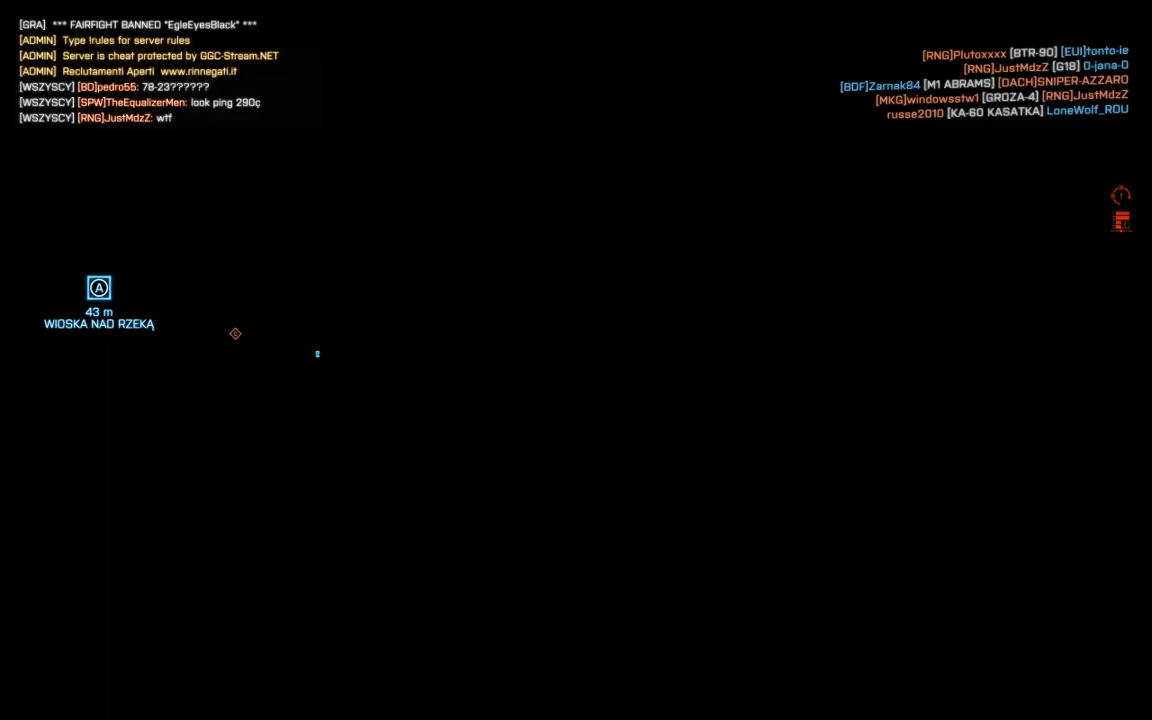 [GRA] *** FAIRFIGHT BANNED "EgleEyesBlack" ***
[ADMIN] Type !rules for server rules
[ADMIN] Server is cheat protected by GGC-Stream.NET
[ADMIN] Reclutamenti Aperti www.rinnegati.it
[WSZYSCY] [BD]pedro55: 78-23??????
[WSZYSCY] [SPW]TheEqualizerMen: look ping 290ç
[WSZYSCY] [RNG]JustMdzZ: wtf
[RNG]Plutoxxxx [BTR-90] [EUI]tonto-ie
[RNG]JustMdzZ [G18] O-jana-O
[BOF]Zarnak84 [M1 ABRAMS] [DACH]SNIPER-AZZARO
[MKG]windowsstw1 [GROZA-4] [RNG]JustMdzZ
russe2010 [KA-60 KASATKA] LoneWolf_ROU
A
43 m
WIOSKA NAD RZEKĄ
C